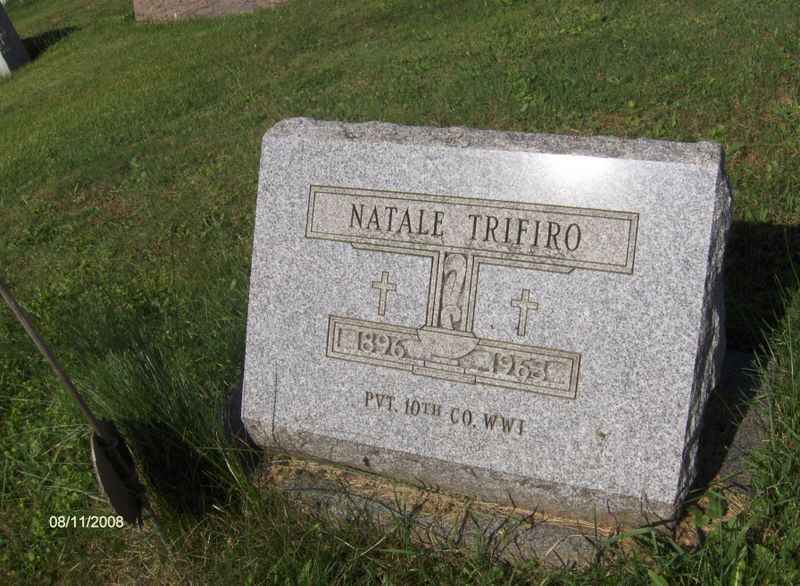 NATALE TRIFIRO
1896 1963
PVT. 10TH CO. WWI
08/11/2008